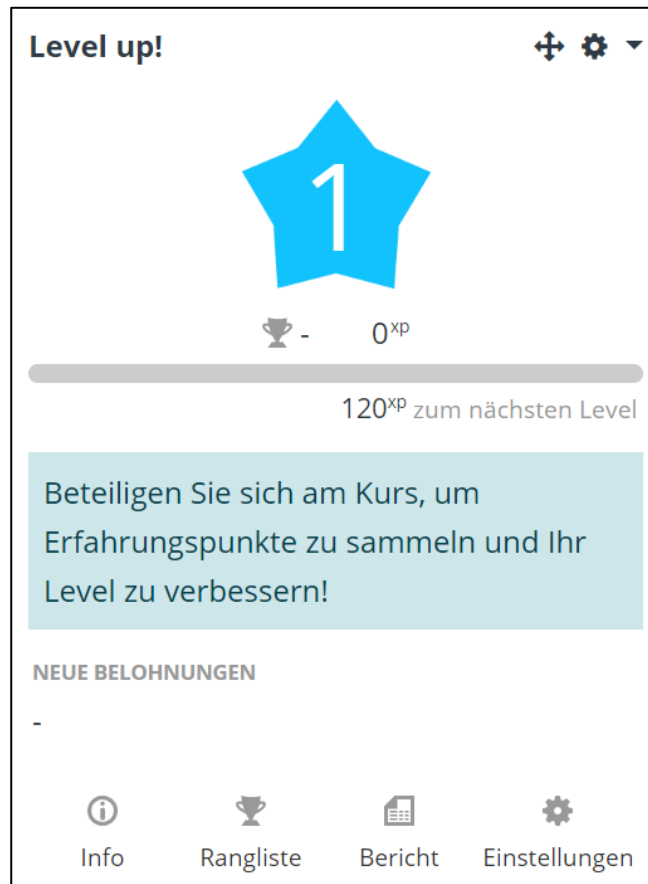 Level up!
1
- 0xp
120xp zum nächsten Level
Beteiligen Sie sich am Kurs, um
Erfahrungspunkte zu sammeln und Ihr
Level zu verbessern!
NEUE BELOHNUNGEN
-
Info Rangliste Bericht Einstellungen